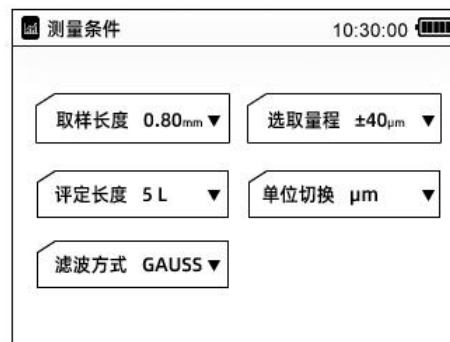 测量条件 10:30:00
取样长度 0.80mm ▼ 选取量程 ±40μm ▼
评定长度 5 L ▼ 单位切换 μm ▼
滤波方式 GAUSS ▼